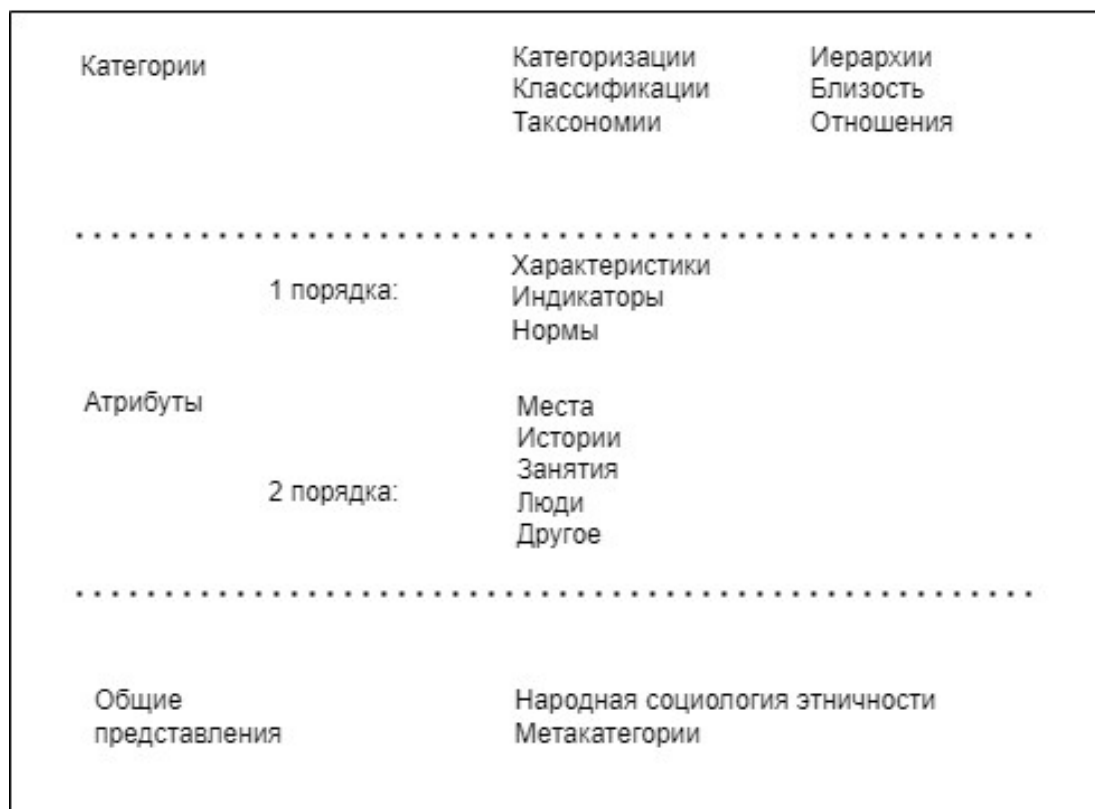 Категории
Категоризации
Классификации
Таксономии
Иерархии
Близость
Отношения
1 порядка:
Характеристики
Индикаторы
Нормы
Атрибуты
2 порядка:
Места
Истории
Занятия
Люди
Другое
Общие
представления
Народная социология этничности
Метакатегории